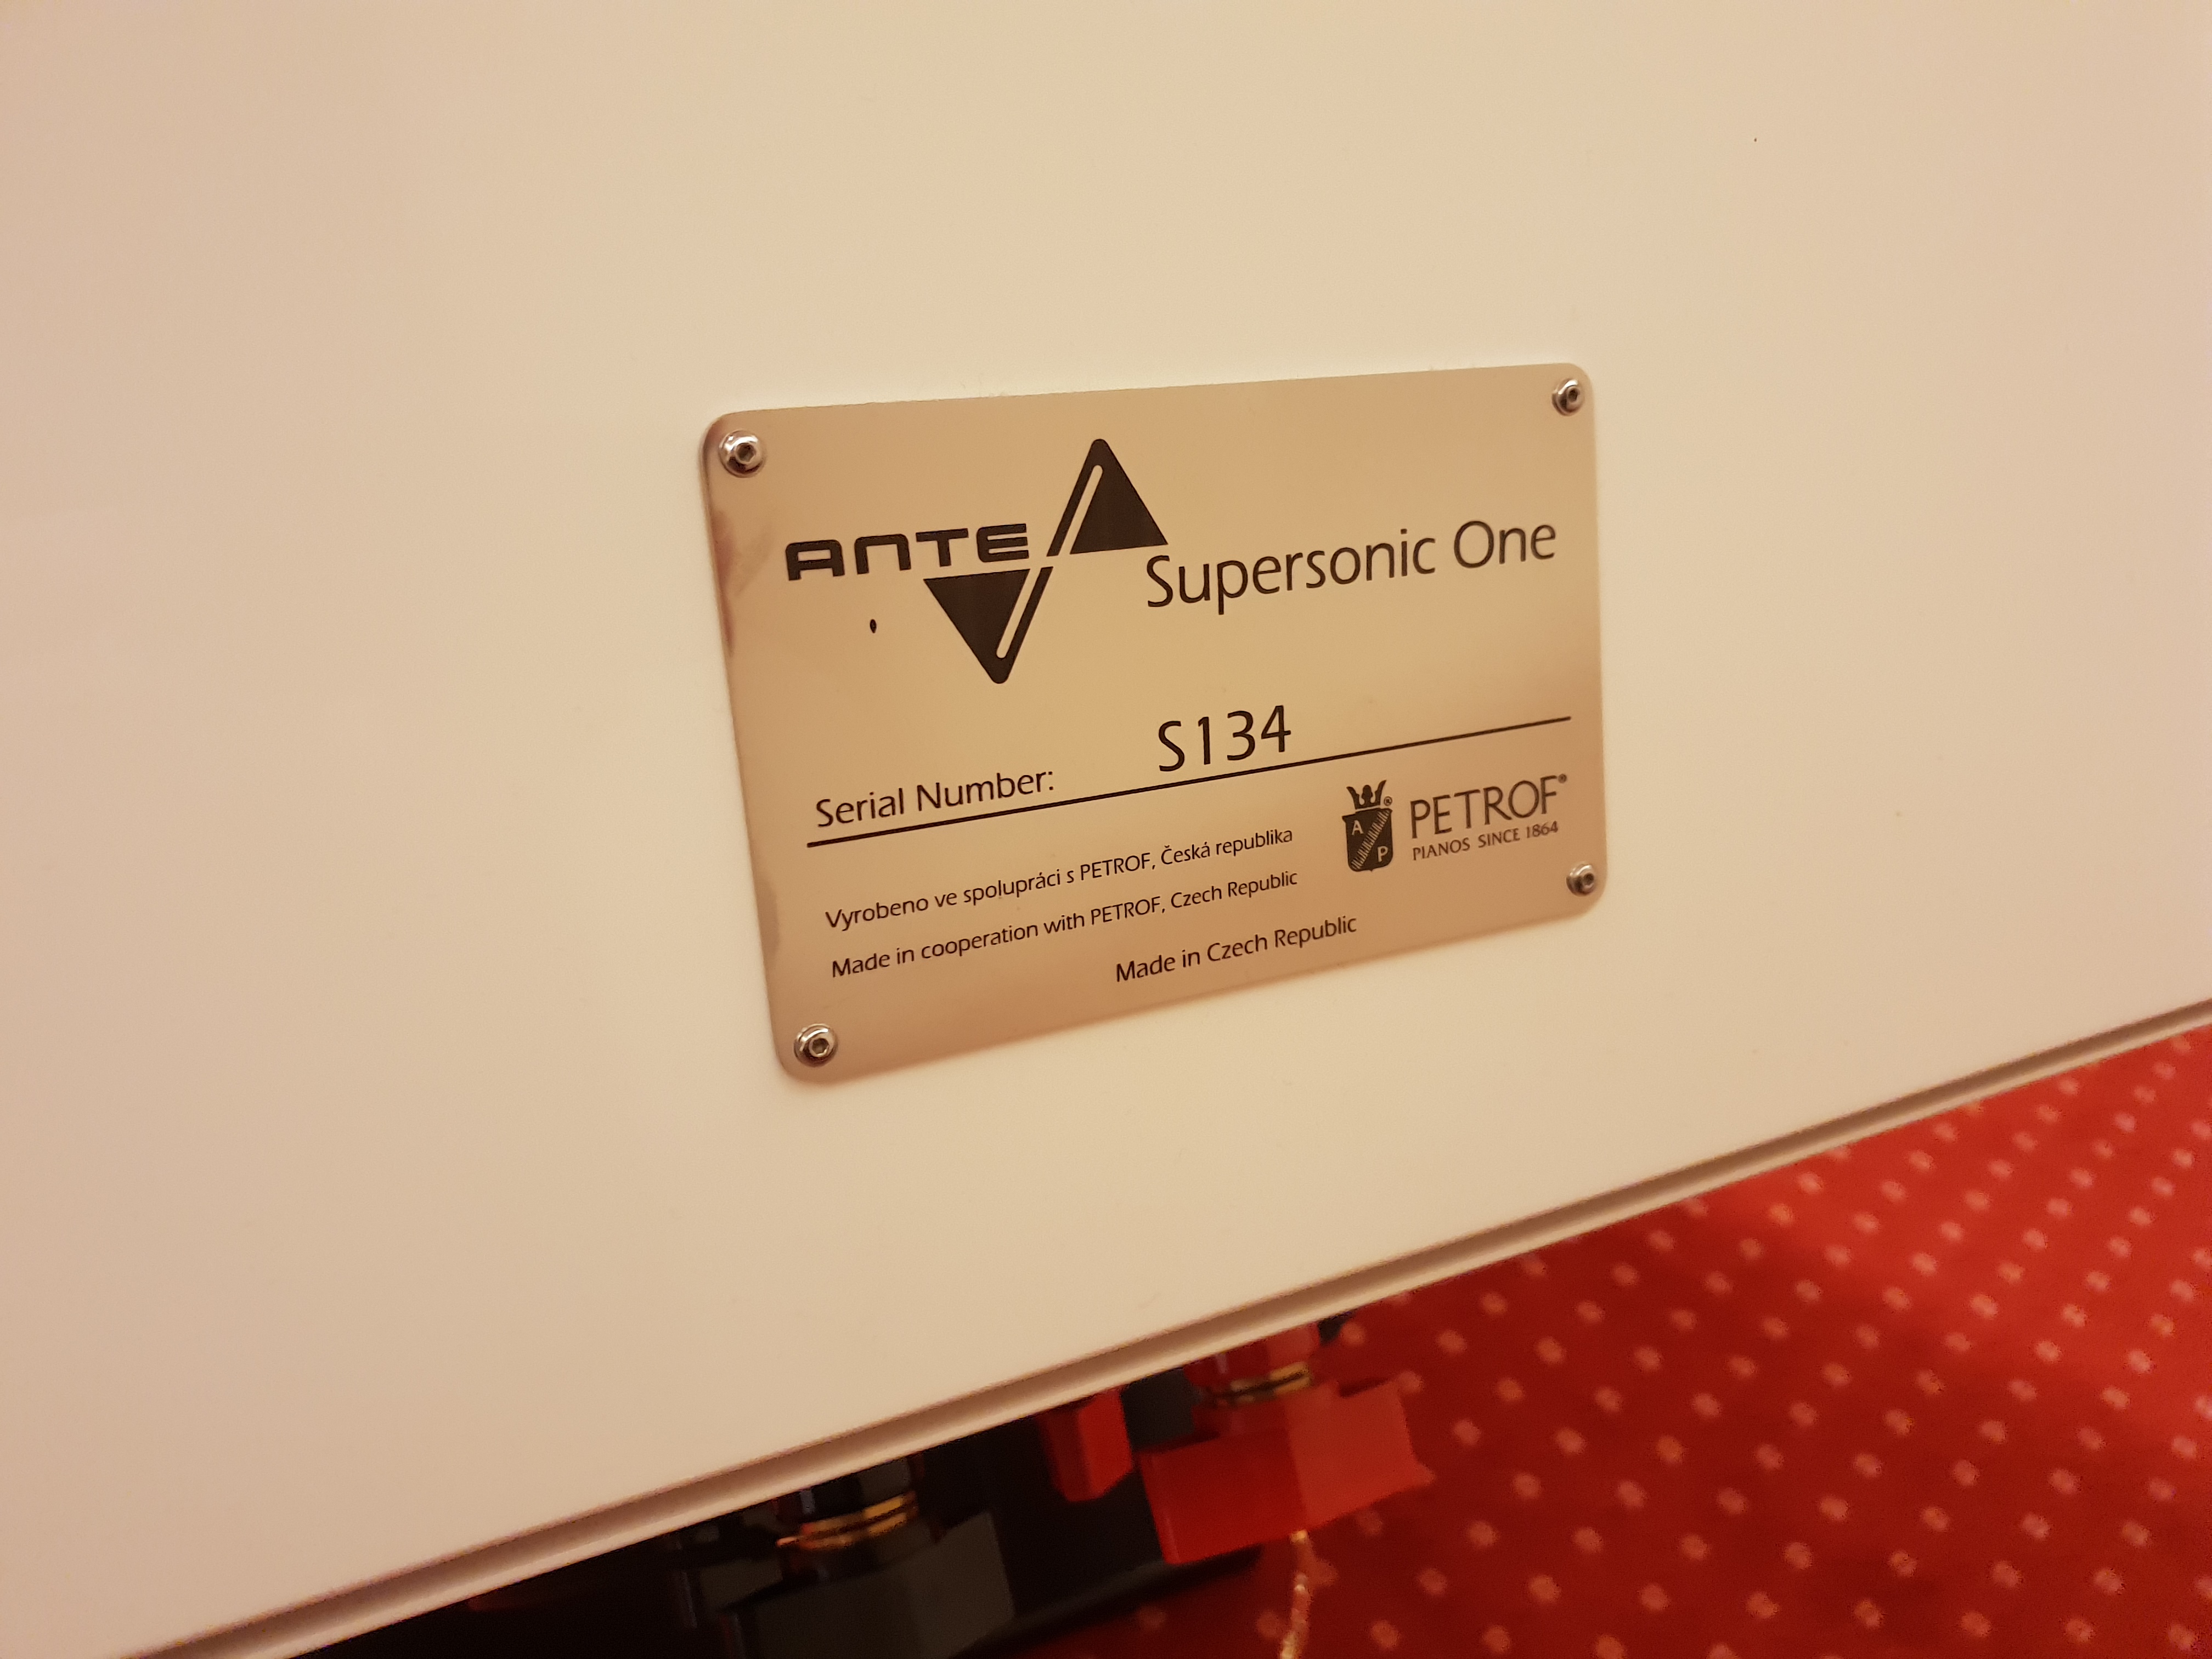 ANTE
Supersonic One
Serial Number: S134
A P
PETROF®
PIANOS SINCE 1864
Vyrobeno ve spolupráci s PETROF, Česká republika
Made in cooperation with PETROF, Czech Republic
Made in Czech Republic